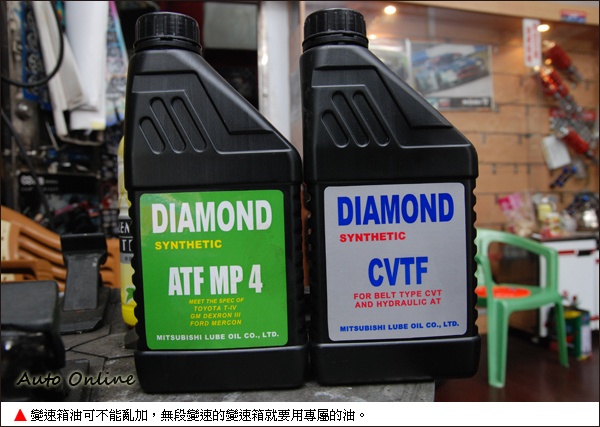 DIAMOND
SYNTHETIC
ATF MP 4
MEET THE SPEC OF
TOYOTA T-IV
GM DEXRON III
FORD MERCON
MITSUBISHI LUBE OIL CO., LTD.
DIAMOND
SYNTHETIC
CVTF
FOR BELT TYPE CVT
AND HYDRAULIC AT
MITSUBISHI LUBE OIL CO., LTD.
Auto Online
▲變速箱油可不能亂加，無段變速的變速箱就要用專屬的油。